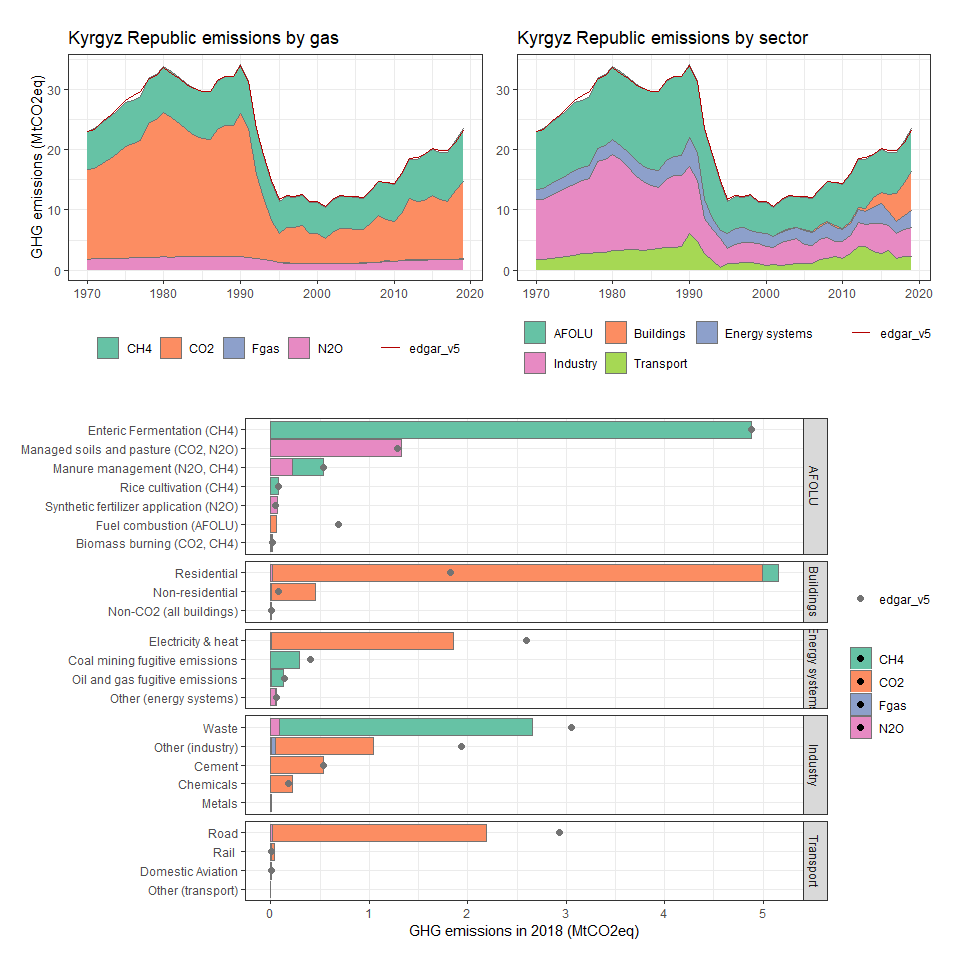 Kyrgyz Republic emissions by gas
GHG emissions (MtCO2eq)
30
20
10
0
1970 1980 1990 2000 2010 2020
CH4 CO2 Fgas N2O edgar_v5
Kyrgyz Republic emissions by sector
30
20
10
0
1970 1980 1990 2000 2010 2020
AFOLU Buildings Energy systems edgar_v5
Industry Transport
Enteric Fermentation (CH4)
Managed soils and pasture (CO2, N2O)
Manure management (N2O, CH4)
Rice cultivation (CH4)
Synthetic fertilizer application (N2O)
Fuel combustion (AFOLU)
Biomass burning (CO2, CH4)
AFOLU
Residential
Non-residential
Non-CO2 (all buildings)
Buildings
Electricity & heat
Coal mining fugitive emissions
Oil and gas fugitive emissions
Other (energy systems)
Energy systems
Waste
Other (industry)
Cement
Chemicals
Metals
Industry
Road
Rail
Domestic Aviation
Other (transport)
Transport
0 1 2 3 4 5
GHG emissions in 2018 (MtCO2eq)
edgar_v5
CH4
CO2
Fgas
N2O